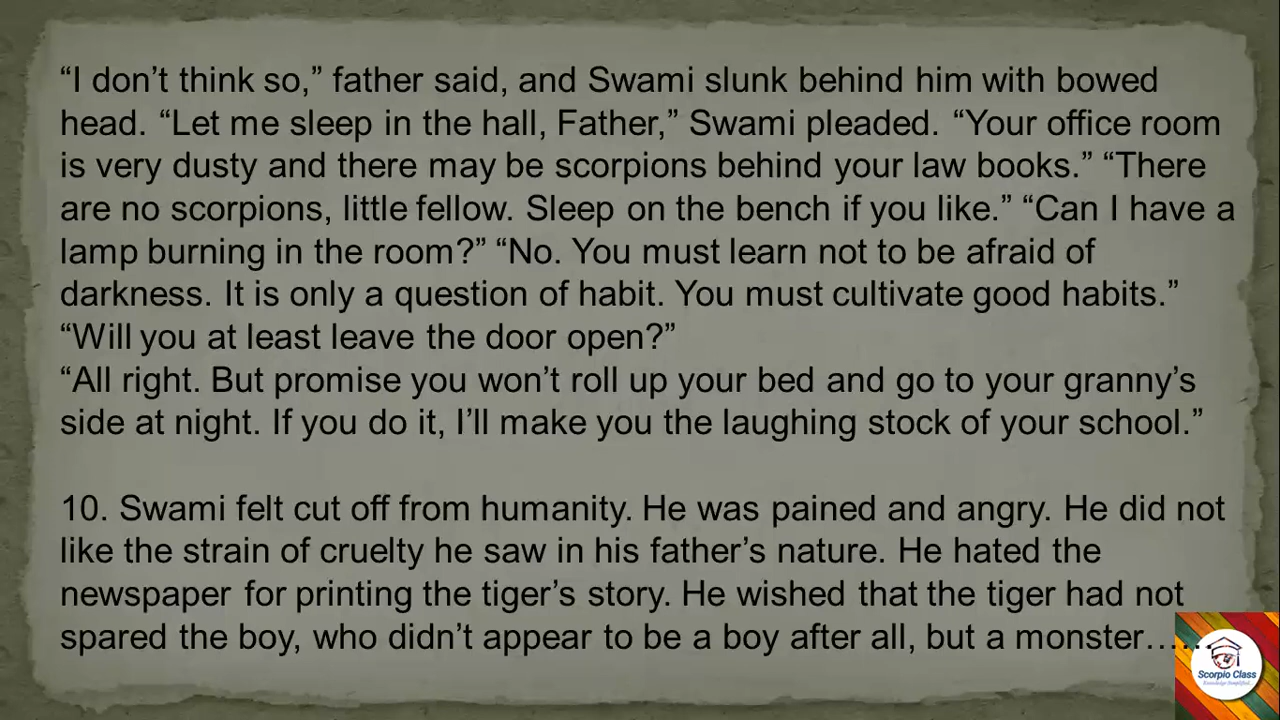 “I don’t think so,” father said, and Swami slunk behind him with bowed
head. “Let me sleep in the hall, Father,” Swami pleaded. “Your office room
is very dusty and there may be scorpions behind your law books.” “There
are no scorpions, little fellow. Sleep on the bench if you like.” “Can I have a
lamp burning in the room?” “No. You must learn not to be afraid of
darkness. It is only a question of habit. You must cultivate good habits.”
“Will you at least leave the door open?”
“All right. But promise you won’t roll up your bed and go to your granny’s
side at night. If you do it, I’ll make you the laughing stock of your school.”
10. Swami felt cut off from humanity. He was pained and angry. He did not
like the strain of cruelty he saw in his father’s nature. He hated the
newspaper for printing the tiger’s story. He wished that the tiger had not
spared the boy, who didn’t appear to be a boy after all, but a monster……
Scorpio Class
Knowledge Simplified...